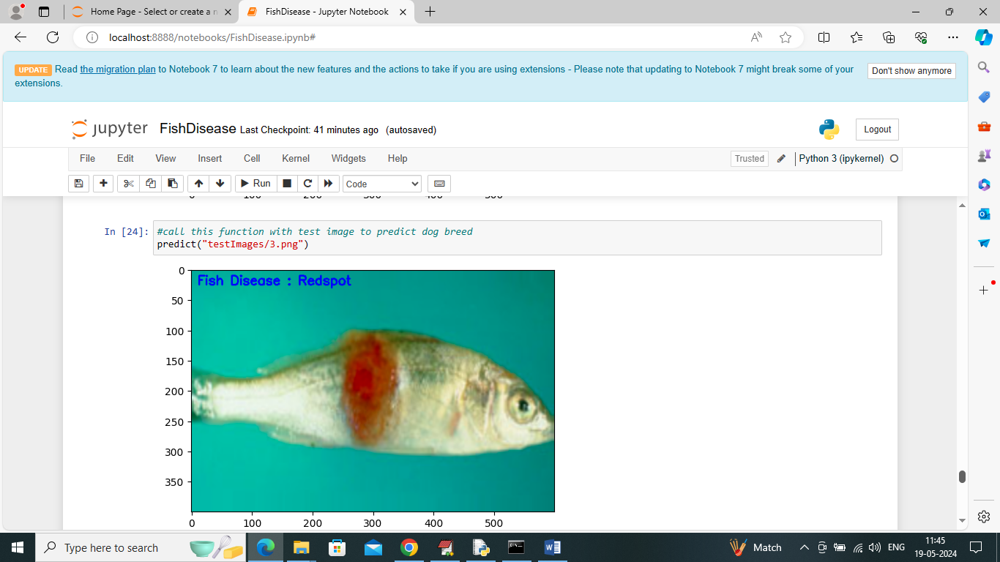 Home Page - Select or create a n
FishDisease - Jupyter Notebook
localhost:8888/notebooks/FishDisease.ipynb#
UPDATE Read the migration plan to Notebook 7 to learn about the new features and the actions to take if you are using extensions - Please note that updating to Notebook 7 might break some of your
extensions.
Don't show anymore
jupyter FishDisease Last Checkpoint: 41 minutes ago (autosaved)
Logout
File Edit View Insert Cell Kernel Widgets Help
Trusted Python 3 (ipykernel)
Run Code
0 100 200 300 400 500
In [24]: #call this function with test image to predict dog breed
predict("testImages/3.png")
Fish Disease : Redspot
0
50
100
150
200
250
300
350
0 100 200 300 400 500
Type here to search
Match
ENG
11:45
19-05-2024